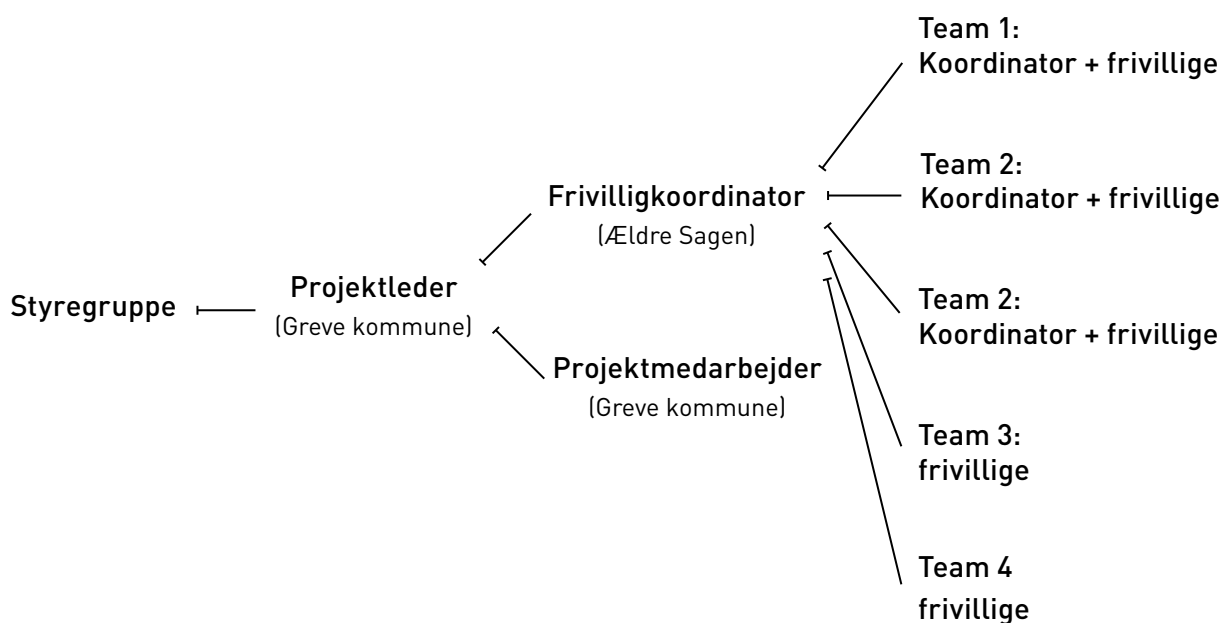 Styregruppe
Projektleder
(Greve kommune)
Frivilligkoordinator
(Ældre Sagen)
Projektmedarbejder
(Greve kommune)
Team 1:
Koordinator + frivillige
Team 2:
Koordinator + frivillige
Team 2:
Koordinator + frivillige
Team 3:
frivillige
Team 4
frivillige